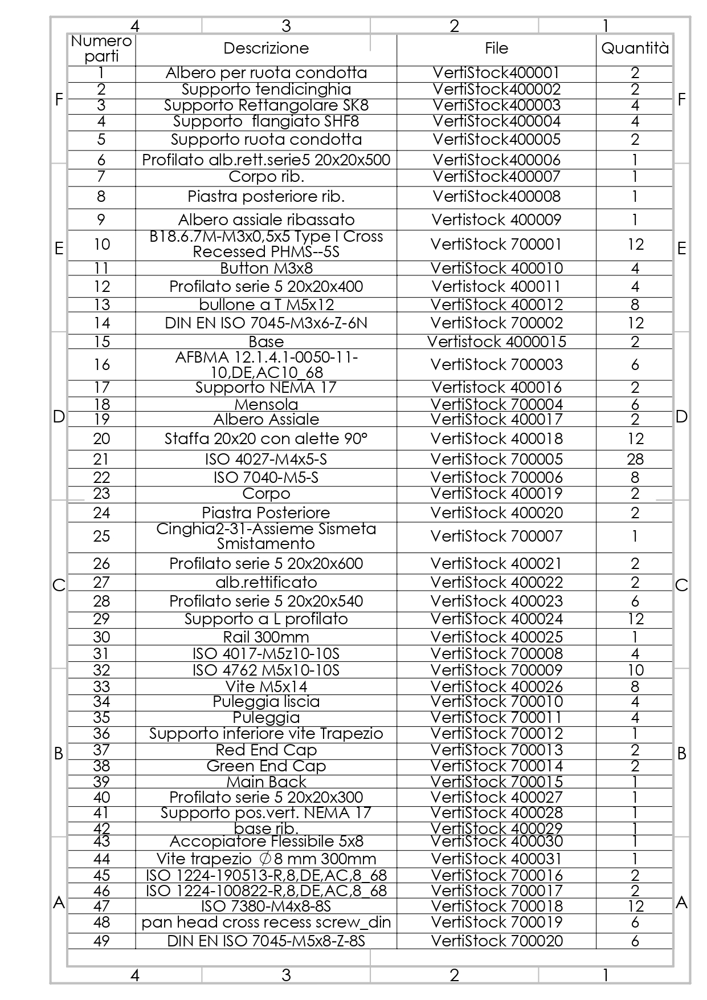 4 3 2 1
Numero parti Descrizione File Quantità
1 Albero per ruota condotta VertiStock400001 2
2 Supporto tendicinghia VertiStock400002 2
F F
3 Supporto Rettangolare SK8 VertiStock400003 4
4 Supporto flangiato SHF8 VertiStock400004 4
5 Supporto ruota condotta VertiStock400005 2
6 Profilato alb.rett.serie5 20x20x500 VertiStock400006 1
7 Corpo rib. VertiStock400007 1
8 Piastra posteriore rib. VertiStock400008 1
9 Albero assiale ribassato Vertistock 400009 1
10 B18.6.7M-M3x0,5x5 Type I Cross Recessed PHMS--5S VertiStock 700001 12
E E
11 Button M3x8 VertiStock 400010 4
12 Profilato serie 5 20x20x400 Vertistock 400011 4
13 bullone a T M5x12 VertiStock 400012 8
14 DIN EN ISO 7045-M3x6-Z-6N VertiStock 700002 12
15 Base Vertistock 4000015 2
16 AFBMA 12.1.4.1-0050-11-10,DE,AC10_68 VertiStock 700003 6
17 Supporto NEMA 17 Vertistock 400016 2
18 Mensola VertiStock 700004 6
D D
19 Albero Assiale VertiStock 400017 2
20 Staffa 20x20 con alette 90° VertiStock 400018 12
21 ISO 4027-M4x5-S VertiStock 700005 28
22 ISO 7040-M5-S VertiStock 700006 8
23 Corpo VertiStock 400019 2
24 Piastra Posteriore VertiStock 400020 2
25 Cinghia2-31-Assieme Sismeta Smistamento VertiStock 700007 1
26 Profilato serie 5 20x20x600 VertiStock 400021 2
27 alb.rettificato VertiStock 400022 2
C C
28 Profilato serie 5 20x20x540 VertiStock 400023 6
29 Supporto a L profilato VertiStock 400024 12
30 Rail 300mm VertiStock 400025 1
31 ISO 4017-M5z10-10S VertiStock 700008 4
32 ISO 4762 M5x10-10S VertiStock 700009 10
33 Vite M5x14 VertiStock 400026 8
34 Puleggia liscia VertiStock 700010 4
35 Puleggia VertiStock 700011 4
36 Supporto inferiore vite Trapezio VertiStock 700012 1
37 Red End Cap VertiStock 700013 2
B B
38 Green End Cap VertiStock 700014 2
39 Main Back VertiStock 700015 1
40 Profilato serie 5 20x20x300 VertiStock 400027 1
41 Supporto pos.vert. NEMA 17 VertiStock 400028 1
42 base rib. VertiStock 400029 1
43 Accopiatore Flessibile 5x8 VertiStock 400030 1
44 Vite trapezio ∅8 mm 300mm VertiStock 400031 1
45 ISO 1224-190513-R,8,DE,AC,8_68 VertiStock 700016 2
46 ISO 1224-100822-R,8,DE,AC,8_68 VertiStock 700017 2
A A
47 ISO 7380-M4x8-8S VertiStock 700018 12
48 pan head cross recess screw_din VertiStock 700019 6
49 DIN EN ISO 7045-M5x8-Z-8S VertiStock 700020 6
4 3 2 1